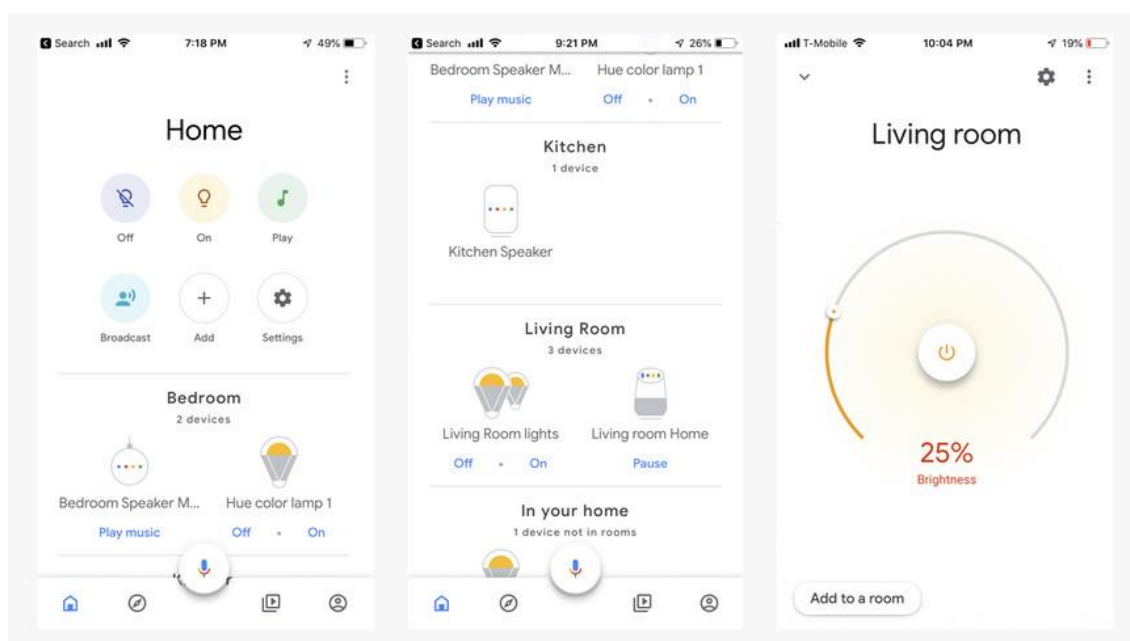 Search 7:18 PM 49%
Home
Off On Play
Broadcast Add Settings
Bedroom
2 devices
Bedroom Speaker M... Hue color lamp 1
Play music Off • On
Search 9:21 PM 26%
Bedroom Speaker M... Hue color lamp 1
Play music Off • On
Kitchen
1 device
Kitchen Speaker
Living Room
3 devices
Living Room lights Living room Home
Off • On Pause
In your home
1 device not in rooms
T-Mobile 10:04 PM 19%
Living room
25%
Brightness
Add to a room